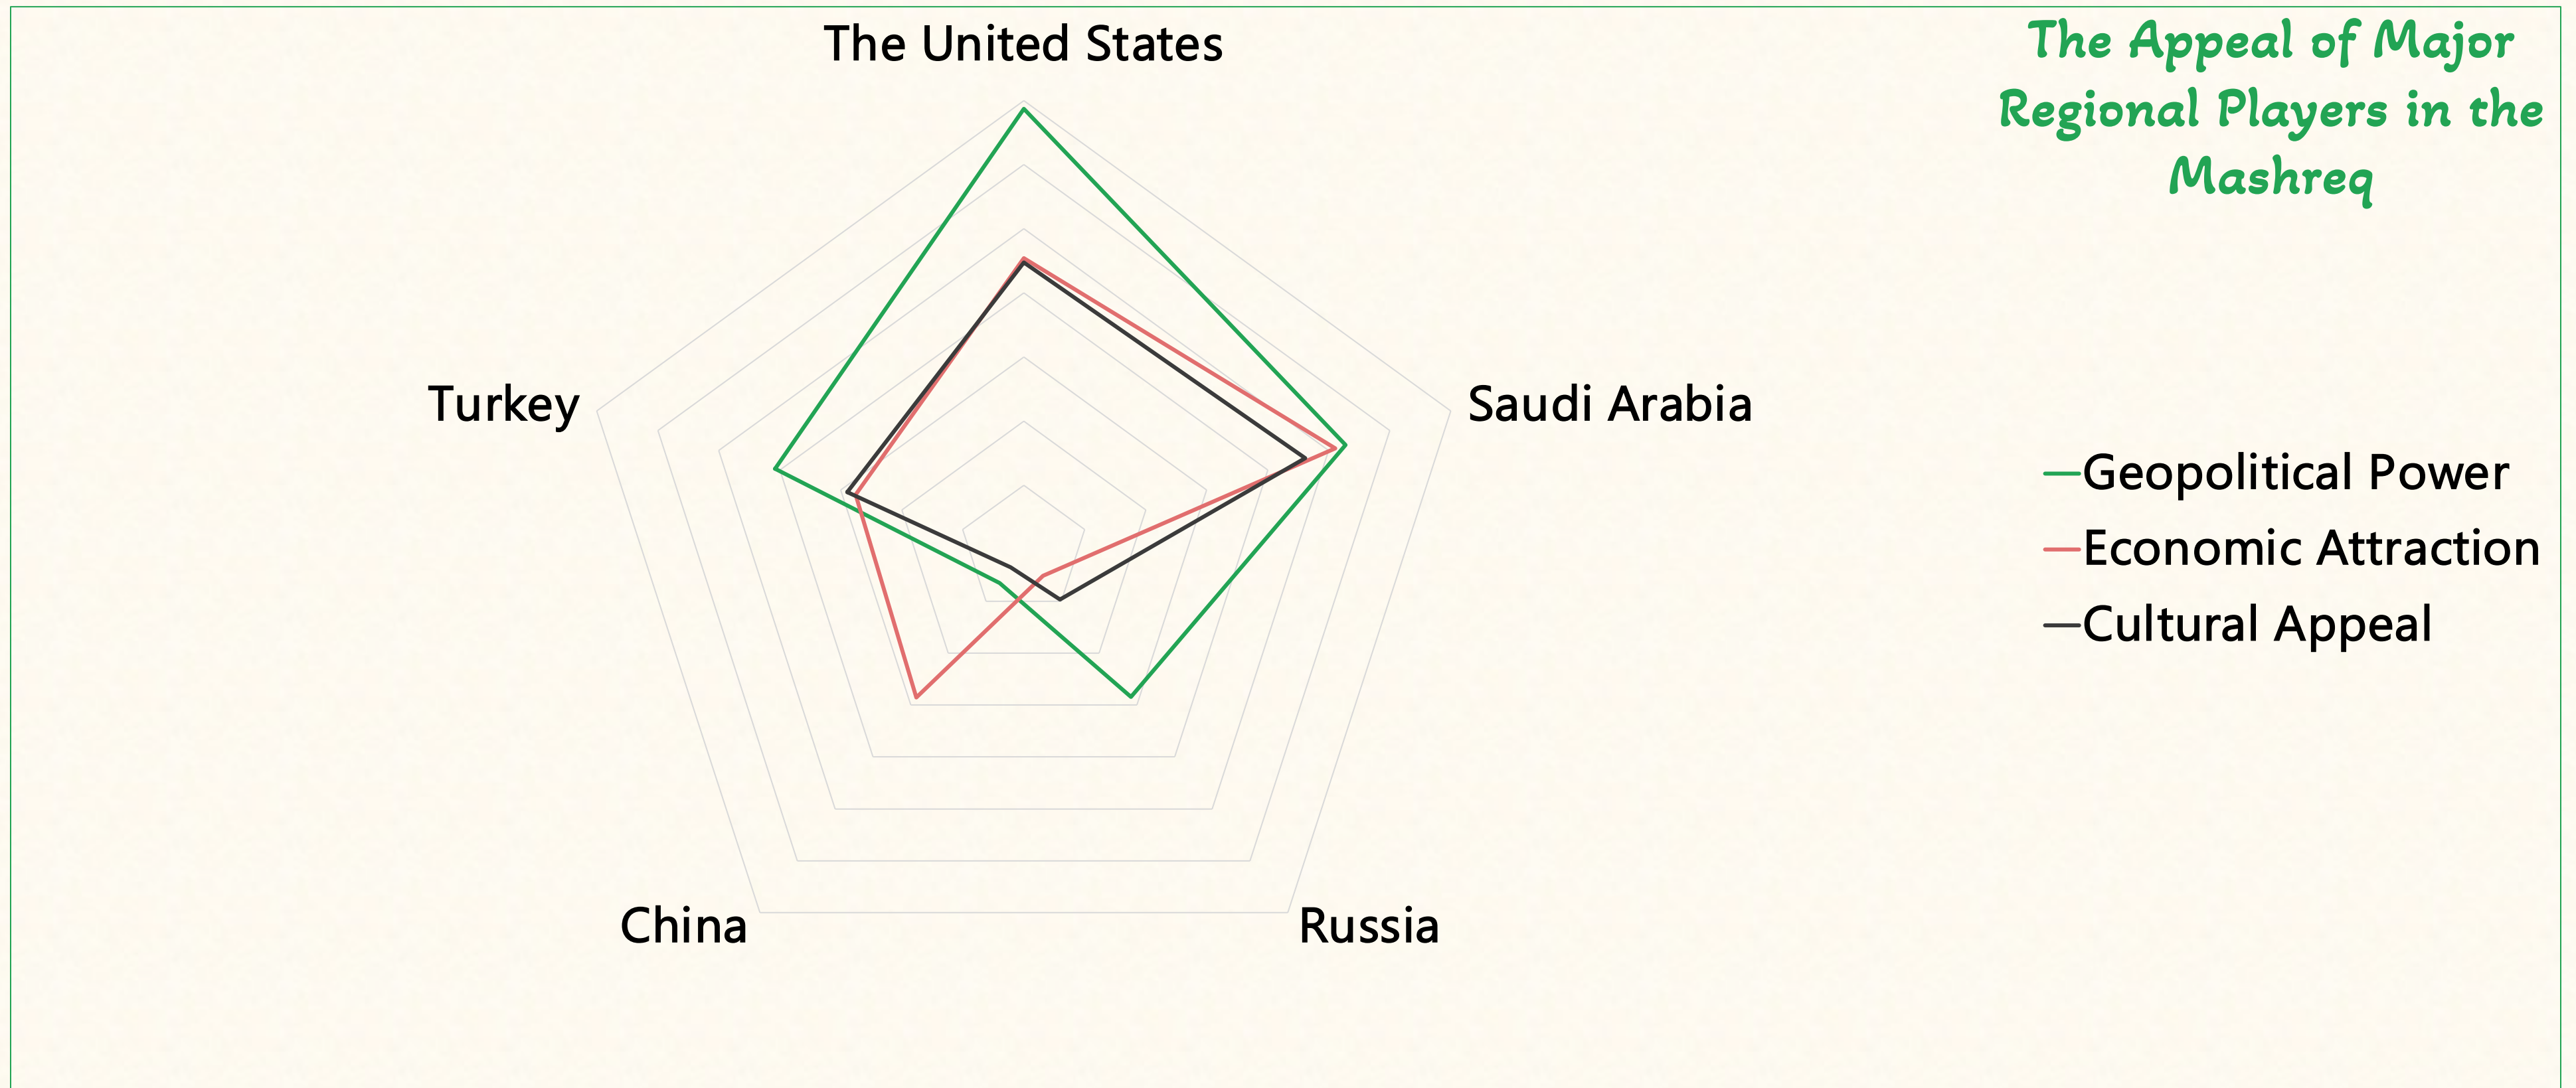 The Appeal of Major
Regional Players in the
Mashreq
The United States
Saudi Arabia
Russia
China
Turkey
Geopolitical Power
Economic Attraction
Cultural Appeal